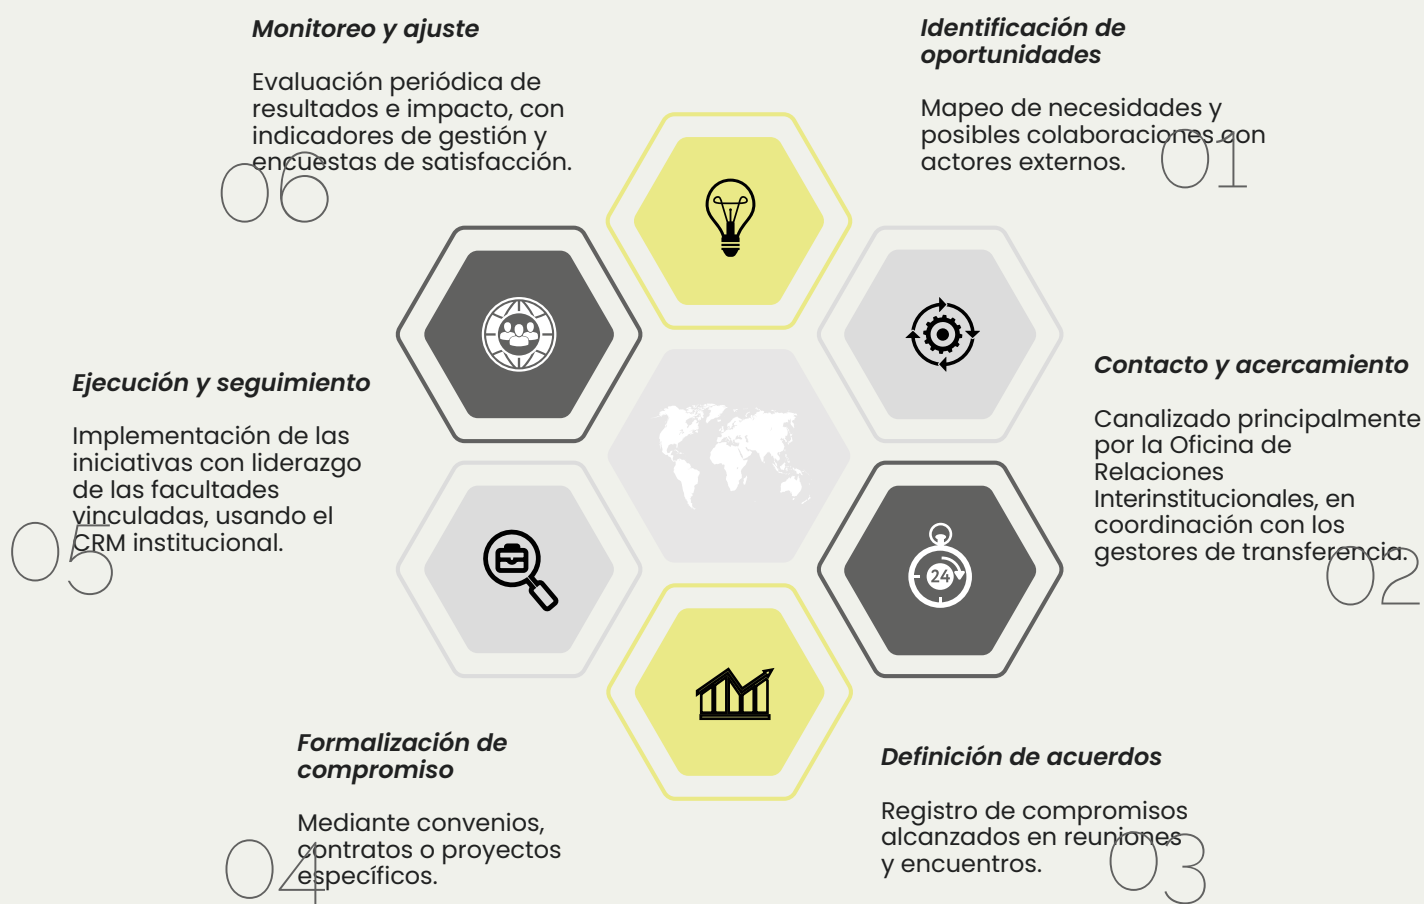 Identificación de
oportunidades
Mapeo de necesidades y
posibles colaboraciones con
actores externos.
01
Contacto y acercamiento
Canalizado principalmente
por la Oficina de
Relaciones
Interinstitucionales, en
coordinación con los
gestores de transferencia.
02
Definición de acuerdos
Registro de compromisos
alcanzados en reuniones
y encuentros.
03
Formalización de
compromiso
Mediante convenios,
contratos o proyectos
específicos.
04
Ejecución y seguimiento
Implementación de las
iniciativas con liderazgo
de las facultades
vinculadas, usando el
CRM institucional.
05
Monitoreo y ajuste
Evaluación periódica de
resultados e impacto, con
indicadores de gestión y
encuestas de satisfacción.
06
24